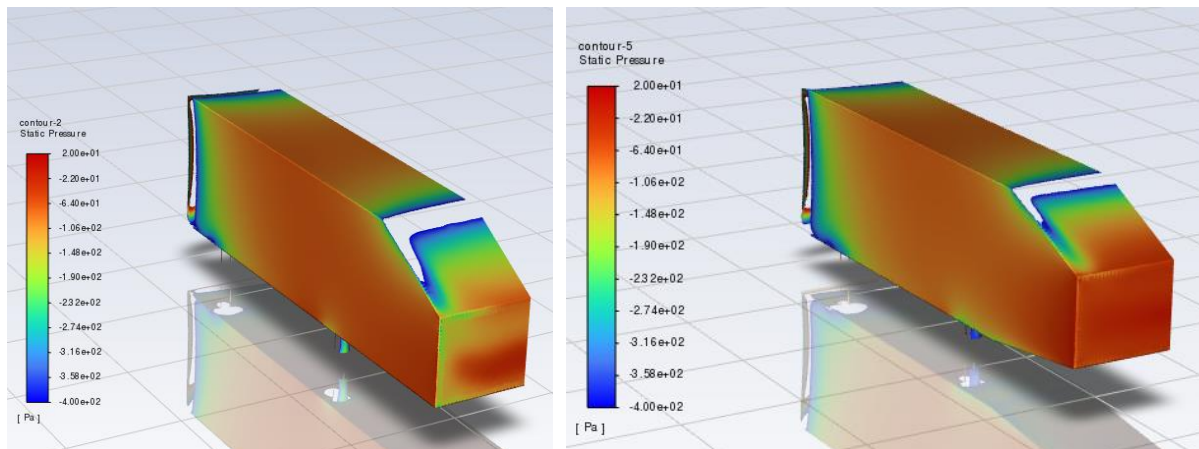 contour-2
Static Pressure
2.00e+01
-2.20e+01
-6.40e+01
-1.06e+02
-1.48e+02
-1.90e+02
-2.32e+02
-2.74e+02
-3.16e+02
-3.58e+02
-4.00e+02
[ Pa ]
contour-5
Static Pressure
2.00e+01
-2.20e+01
-6.40e+01
-1.06e+02
-1.48e+02
-1.90e+02
-2.32e+02
-2.74e+02
-3.16e+02
-3.58e+02
-4.00e+02
[ Pa ]